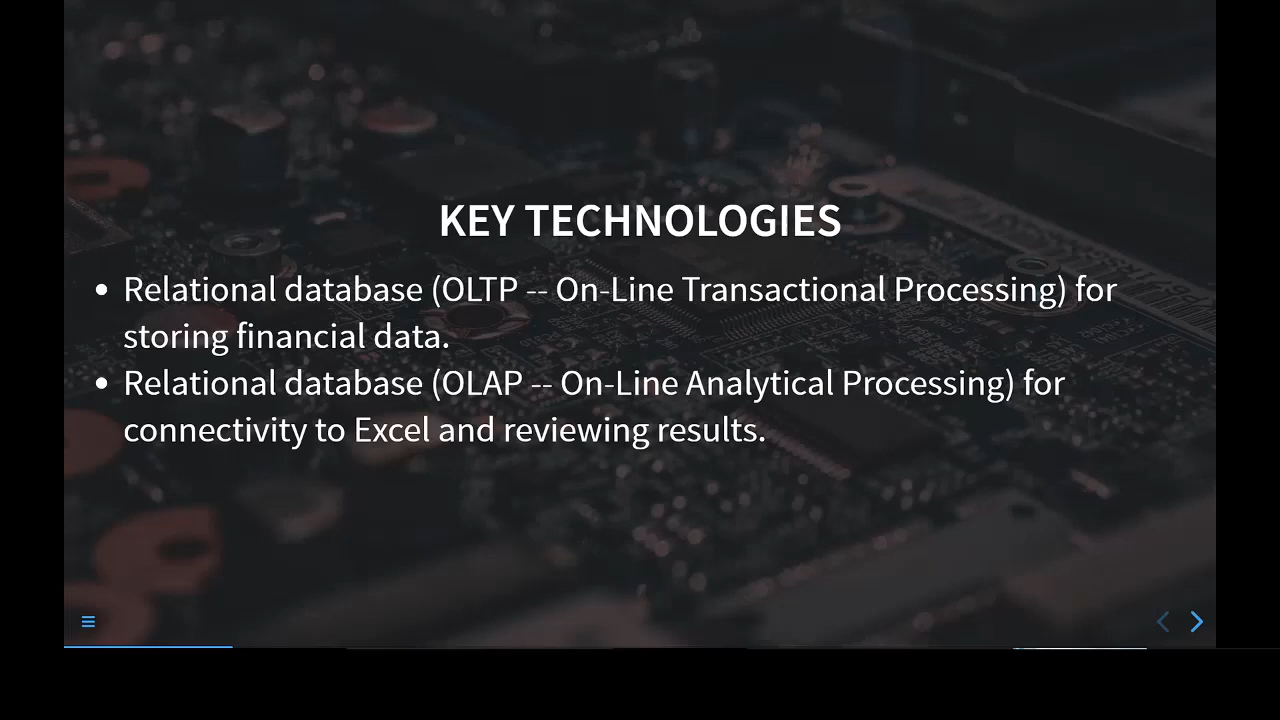 KEY TECHNOLOGIES
Relational database (OLTP -- On-Line Transactional Processing) for
storing financial data.
Relational database (OLAP -- On-Line Analytical Processing) for
connectivity to Excel and reviewing results.